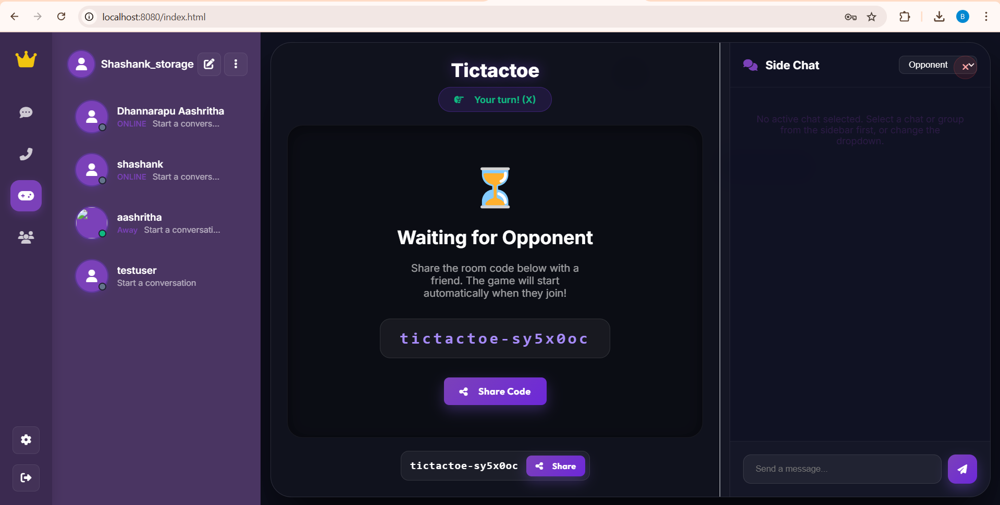 localhost:8080/index.html
B
Shashank_storage
Dhannarapu Aashritha
ONLINE Start a convers...
shashank
ONLINE Start a convers...
aashritha
Away Start a conversati...
testuser
Start a conversation
Tictactoe
Your turn! (X)
Waiting for Opponent
Share the room code below with a
friend. The game will start
automatically when they join!
tictactoe-sy5x0oc
Share Code
tictactoe-sy5x0oc
Share
Side Chat
Opponent
No active chat selected. Select a chat or group
from the sidebar first, or change the
dropdown.
Send a message...